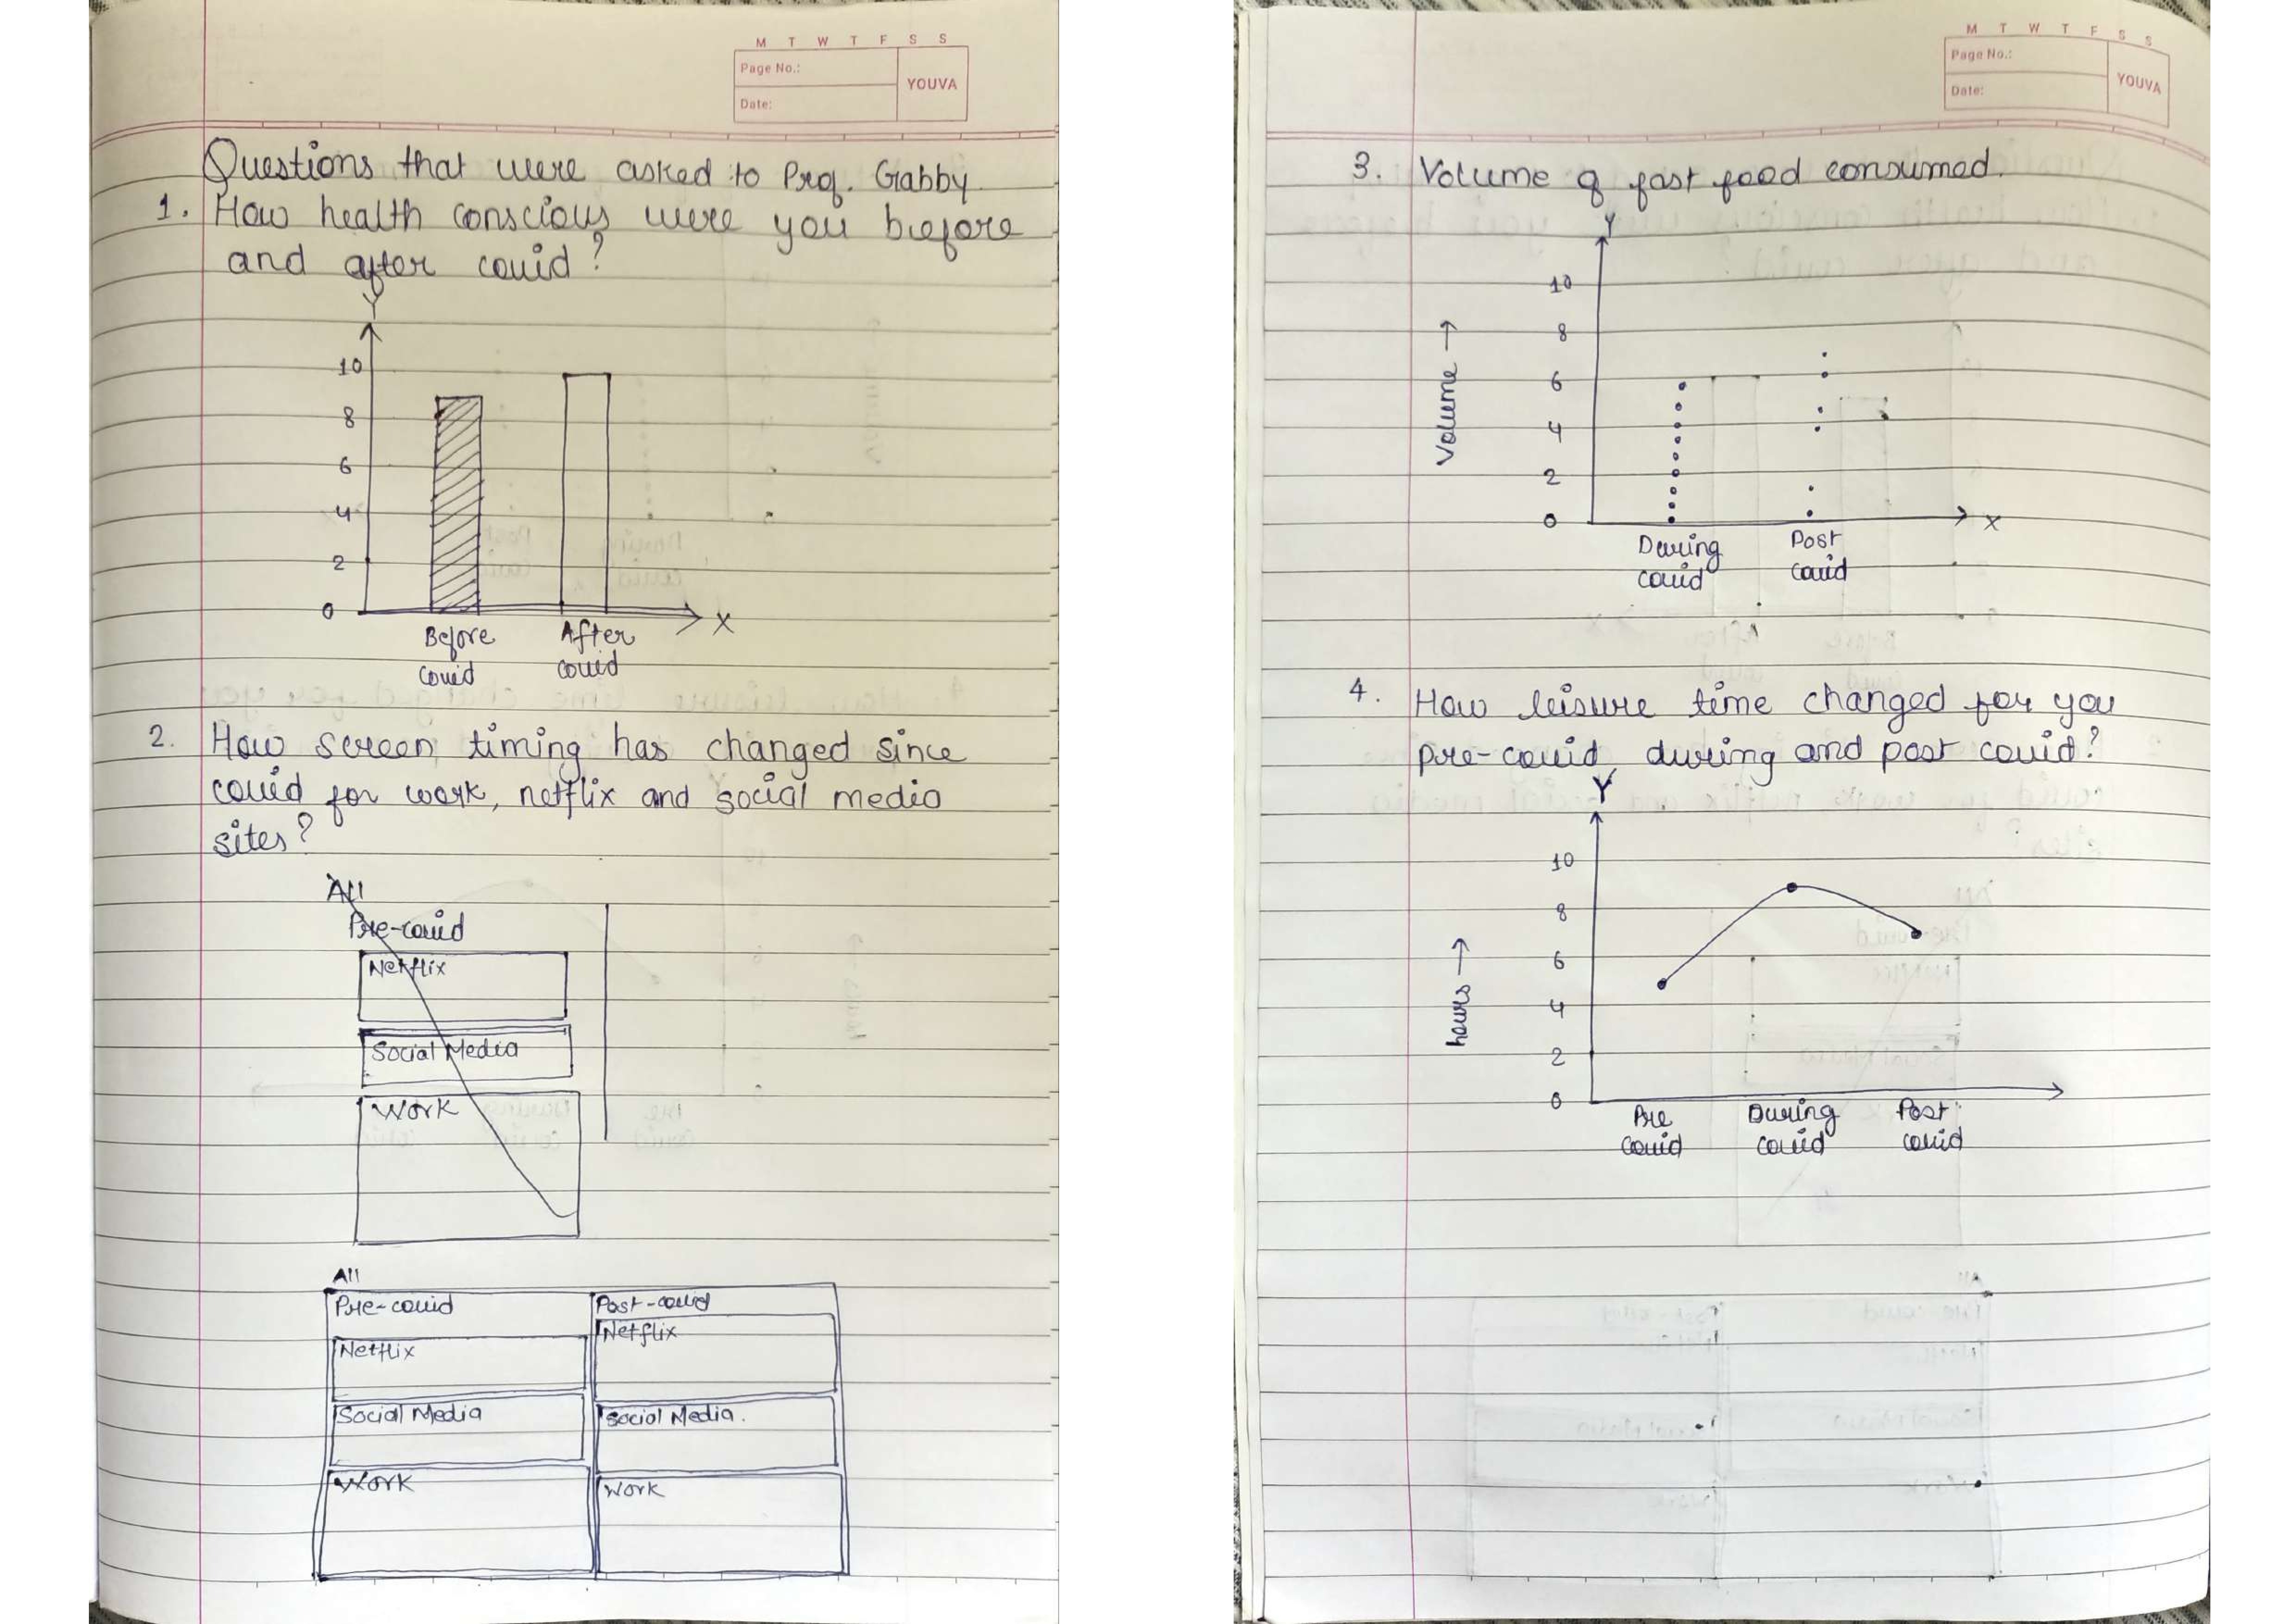 M T W T F S S
Page No.:
YOUVA
Date:
Questions that were asked to Prof. Gabby
1. How health conscious were you before
and after covid?
Y
10
8
6
4
2
0
X
Before After
covid covid
2. How screen timing has changed since
covid for work, netflix and social media
sites?
All
Pre-covid
Netflix
Social Media
Work
All
Pre-covid Post-covid
Netflix Netflix
Social Media Social Media.
Work Work
M T W T F S S
Page No.:
YOUVA
Date:
3. Volume of fast food consumed.
Y
10
8
6
4
2
0
Volume →
X
During Post
covid covid
4. How leisure time changed for you
pre-covid, during and post covid?
Y
10
8
6
4
2
0
hours →
Pre During Post
covid covid covid